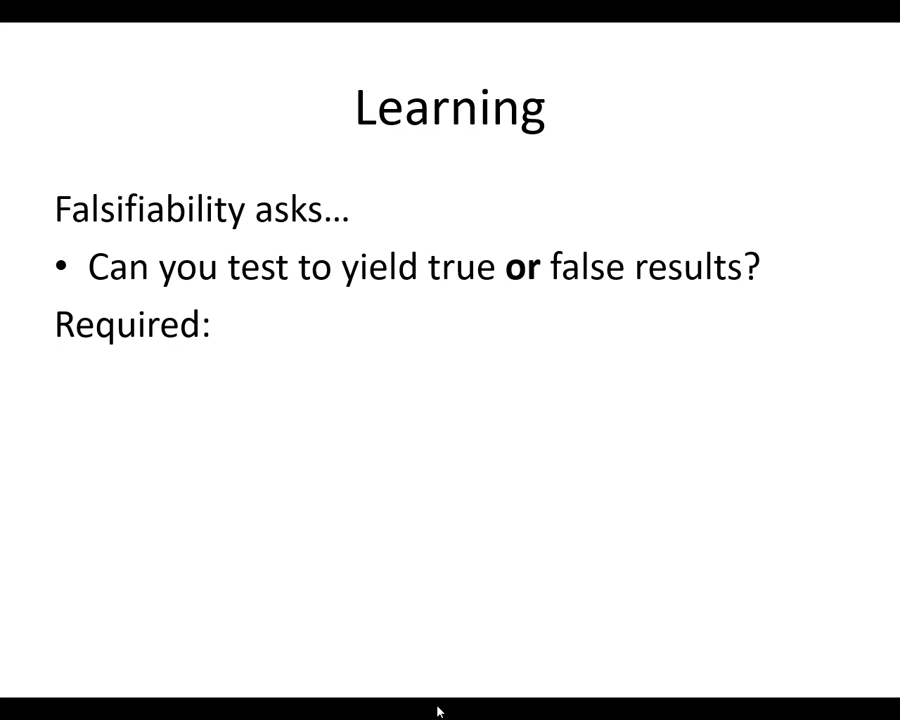 Learning
Falsifiability asks…
• Can you test to yield true or false results?
Required: